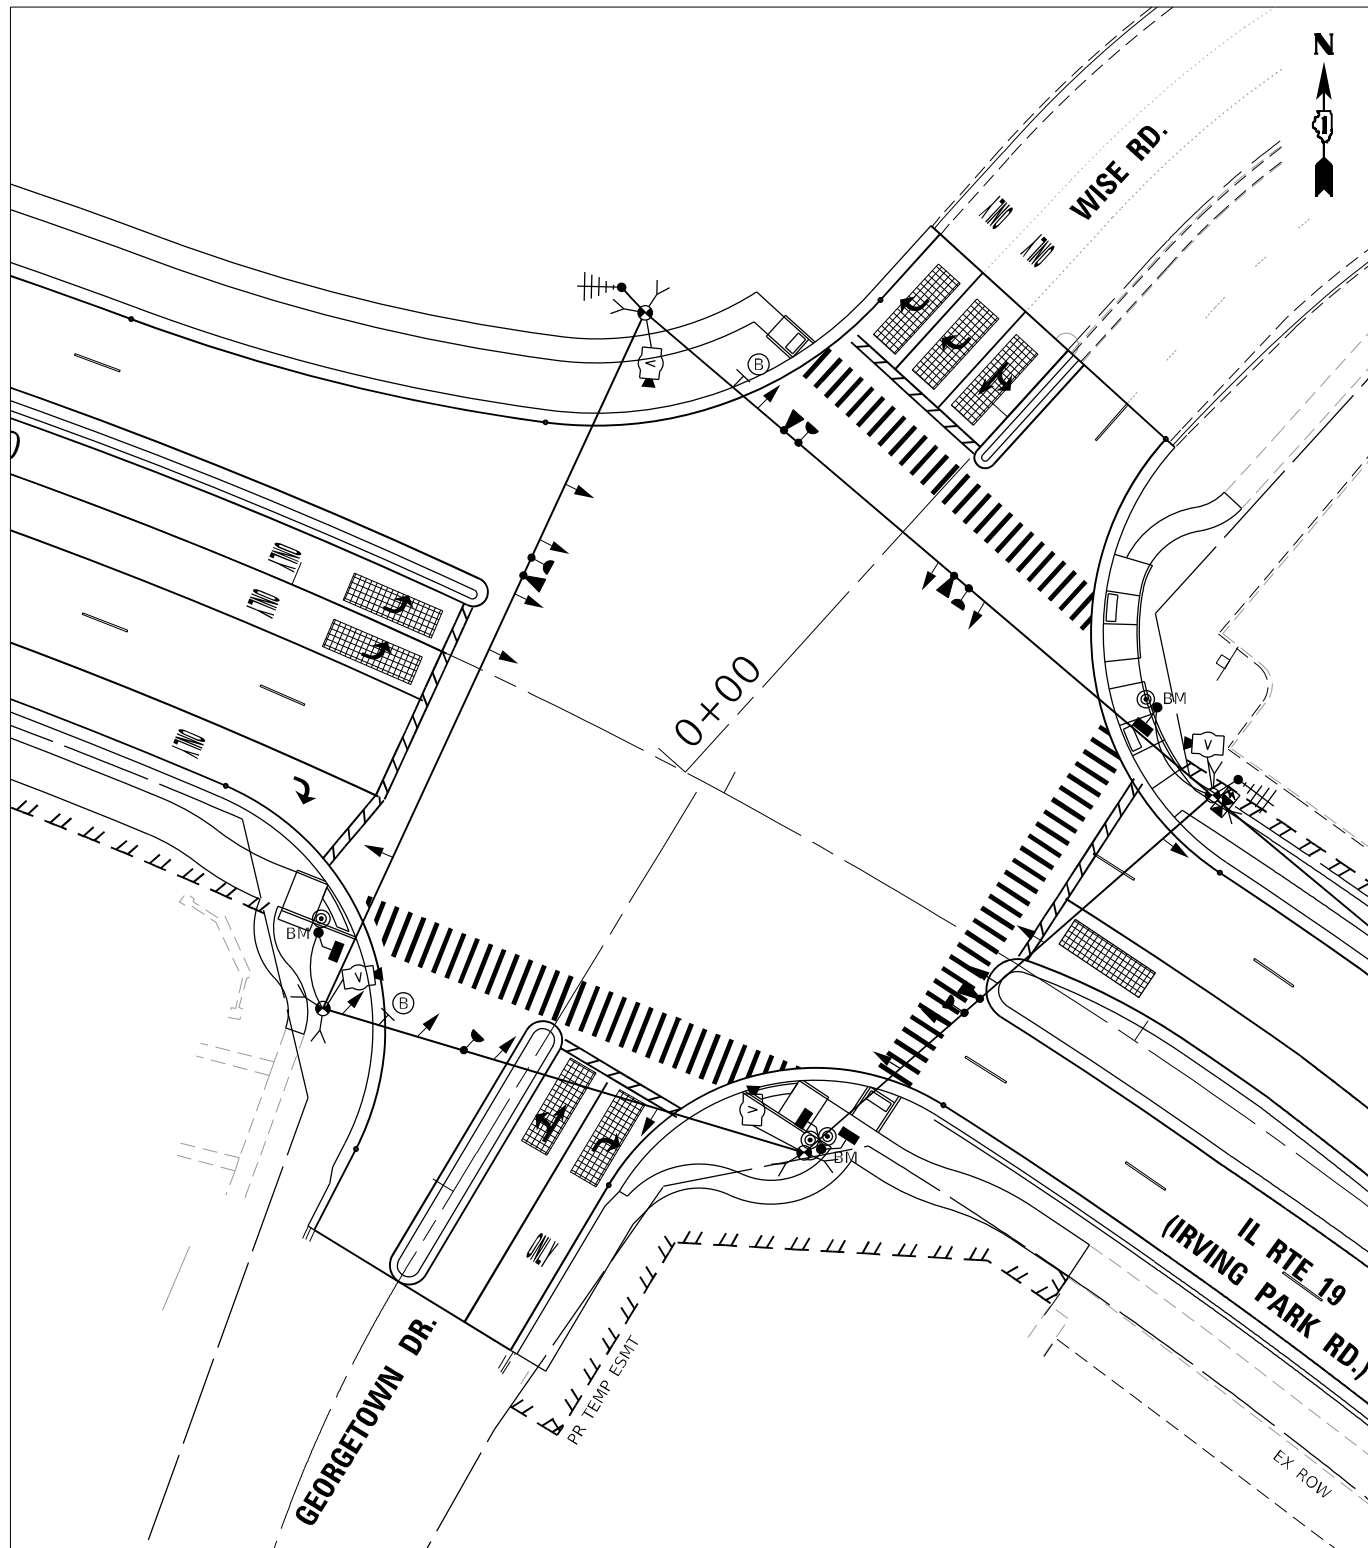 N
WISE RD.
ONLY
ONLY
B
ONLY
ONLY
0+00
BM
V
V
ONLY
BM
V
B
V
BM
ONLY
IL RTE 19
(IRVING PARK RD.)
GEORGETOWN DR.
PR TEMP ESMT
EX ROW